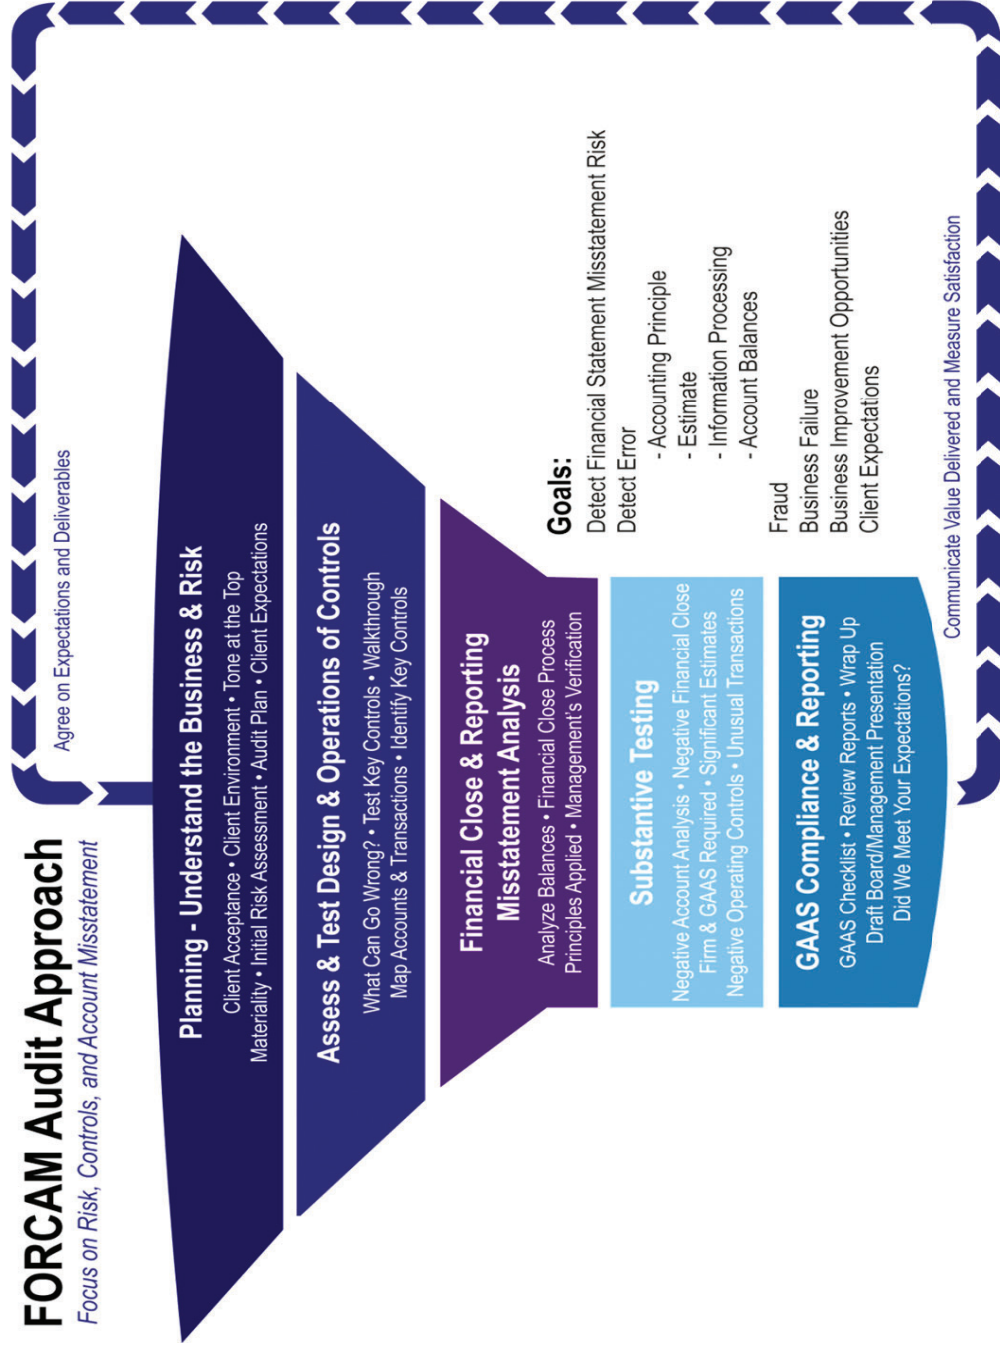 FORCAM Audit Approach
Focus on Risk, Controls, and Account Misstatement
Agree on Expectations and Deliverables
Planning - Understand the Business & Risk
Client Acceptance • Client Environment • Tone at the Top
Materiality • Initial Risk Assessment • Audit Plan • Client Expectations
Assess & Test Design & Operations of Controls
What Can Go Wrong? • Test Key Controls • Walkthrough
Map Accounts & Transactions • Identify Key Controls
Financial Close & Reporting
Misstatement Analysis
Analyze Balances • Financial Close Process
Principles Applied • Management's Verification
Substantive Testing
Negative Account Analysis • Negative Financial Close
Firm & GAAS Required • Significant Estimates
Negative Operating Controls • Unusual Transactions
GAAS Compliance & Reporting
GAAS Checklist • Review Reports • Wrap Up
Draft Board/Management Presentation
Did We Meet Your Expectations?
Goals:
Detect Financial Statement Misstatement Risk
Detect Error
- Accounting Principle
- Estimate
- Information Processing
- Account Balances
Fraud
Business Failure
Business Improvement Opportunities
Client Expectations
Communicate Value Delivered and Measure Satisfaction